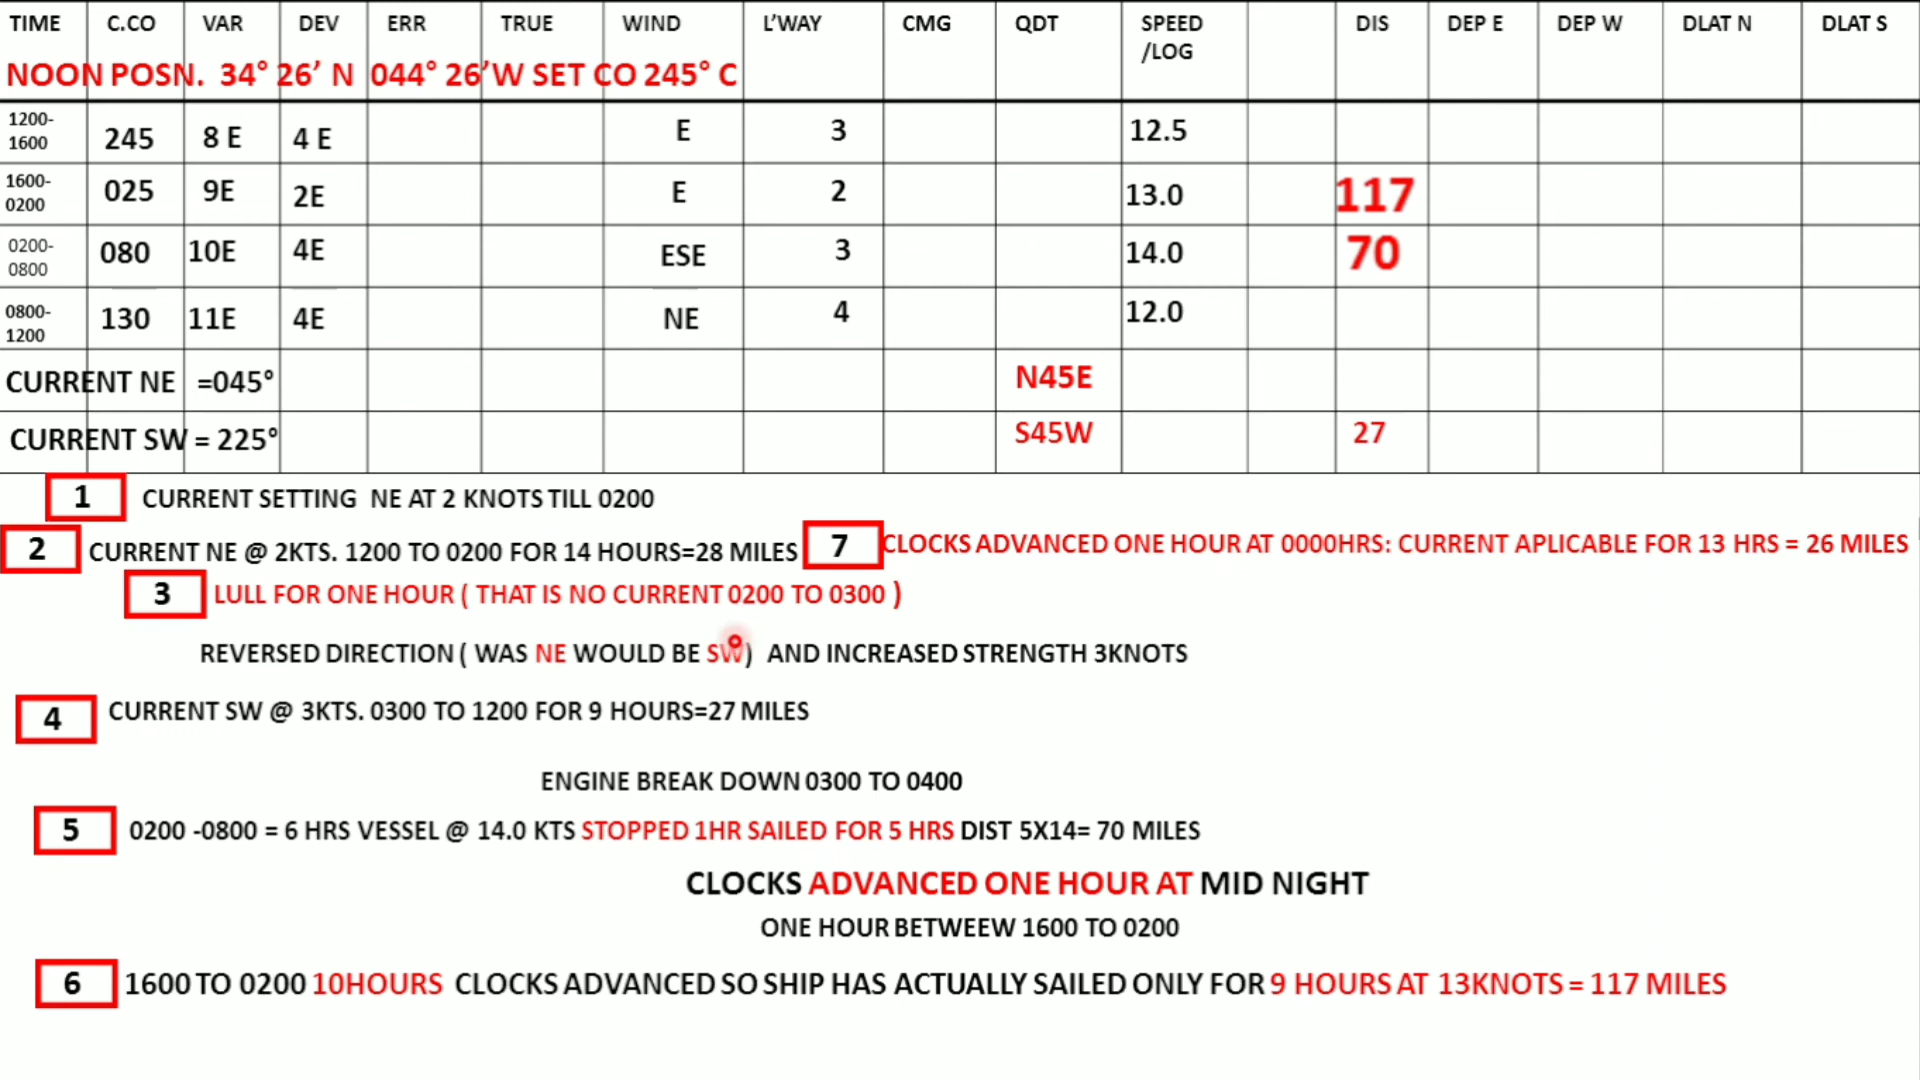 TIME C.CO VAR DEV ERR TRUE WIND L’WAY CMG QDT SPEED /LOG DIS DEP E DEP W DLAT N DLAT S
NOON POSN. 34° 26’ N 044° 26’W SET CO 245° C
1200-1600 245 8 E 4 E E 3 12.5
1600-0200 025 9E 2E E 2 13.0 117
0200-0800 080 10E 4E ESE 3 14.0 70
0800-1200 130 11E 4E NE 4 12.0
CURRENT NE =045° N45E
CURRENT SW = 225° S45W 27
1 CURRENT SETTING NE AT 2 KNOTS TILL 0200
2 CURRENT NE @ 2KTS. 1200 TO 0200 FOR 14 HOURS=28 MILES
7 CLOCKS ADVANCED ONE HOUR AT 0000HRS: CURRENT APLICABLE FOR 13 HRS = 26 MILES
3 LULL FOR ONE HOUR ( THAT IS NO CURRENT 0200 TO 0300 )
REVERSED DIRECTION ( WAS NE WOULD BE SW) AND INCREASED STRENGTH 3KNOTS
4 CURRENT SW @ 3KTS. 0300 TO 1200 FOR 9 HOURS=27 MILES
ENGINE BREAK DOWN 0300 TO 0400
5 0200 -0800 = 6 HRS VESSEL @ 14.0 KTS STOPPED 1HR SAILED FOR 5 HRS DIST 5X14= 70 MILES
CLOCKS ADVANCED ONE HOUR AT MID NIGHT
ONE HOUR BETWEEW 1600 TO 0200
6 1600 TO 0200 10HOURS CLOCKS ADVANCED SO SHIP HAS ACTUALLY SAILED ONLY FOR 9 HOURS AT 13KNOTS = 117 MILES